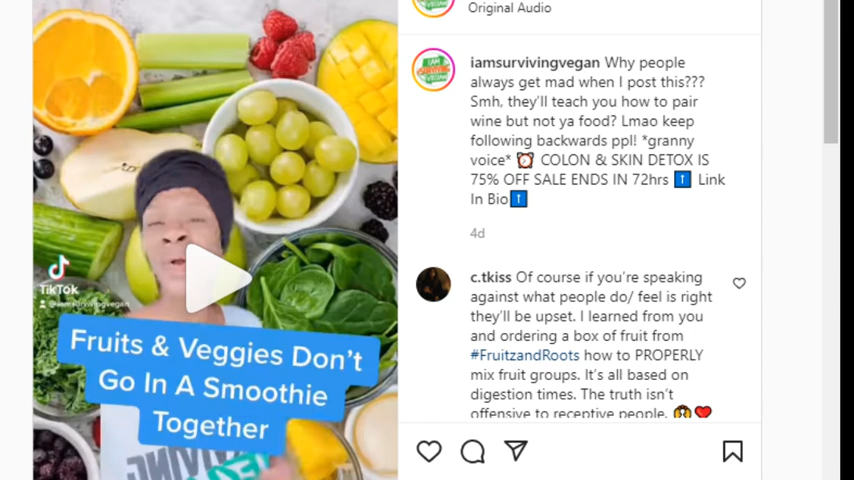 Original Audio
iamsurvivingvegan Why people
always get mad when I post this???
Smh, they'll teach you how to pair
wine but not ya food? Lmao keep
following backwards ppl! *granny
voice* ⏰ COLON & SKIN DETOX IS
75% OFF SALE ENDS IN 72hrs ⬆️ Link
In Bio⬆️
4d
c.tkiss Of course if you're speaking
against what people do/ feel is right
they'll be upset. I learned from you
and ordering a box of fruit from
#FruitzandRoots how to PROPERLY
mix fruit groups. It's all based on
digestion times. The truth isn't
offensive to receptive people. 
TikTok
@iamsurvivingvegan
Fruits & Veggies Don't
Go In A Smoothie
Together